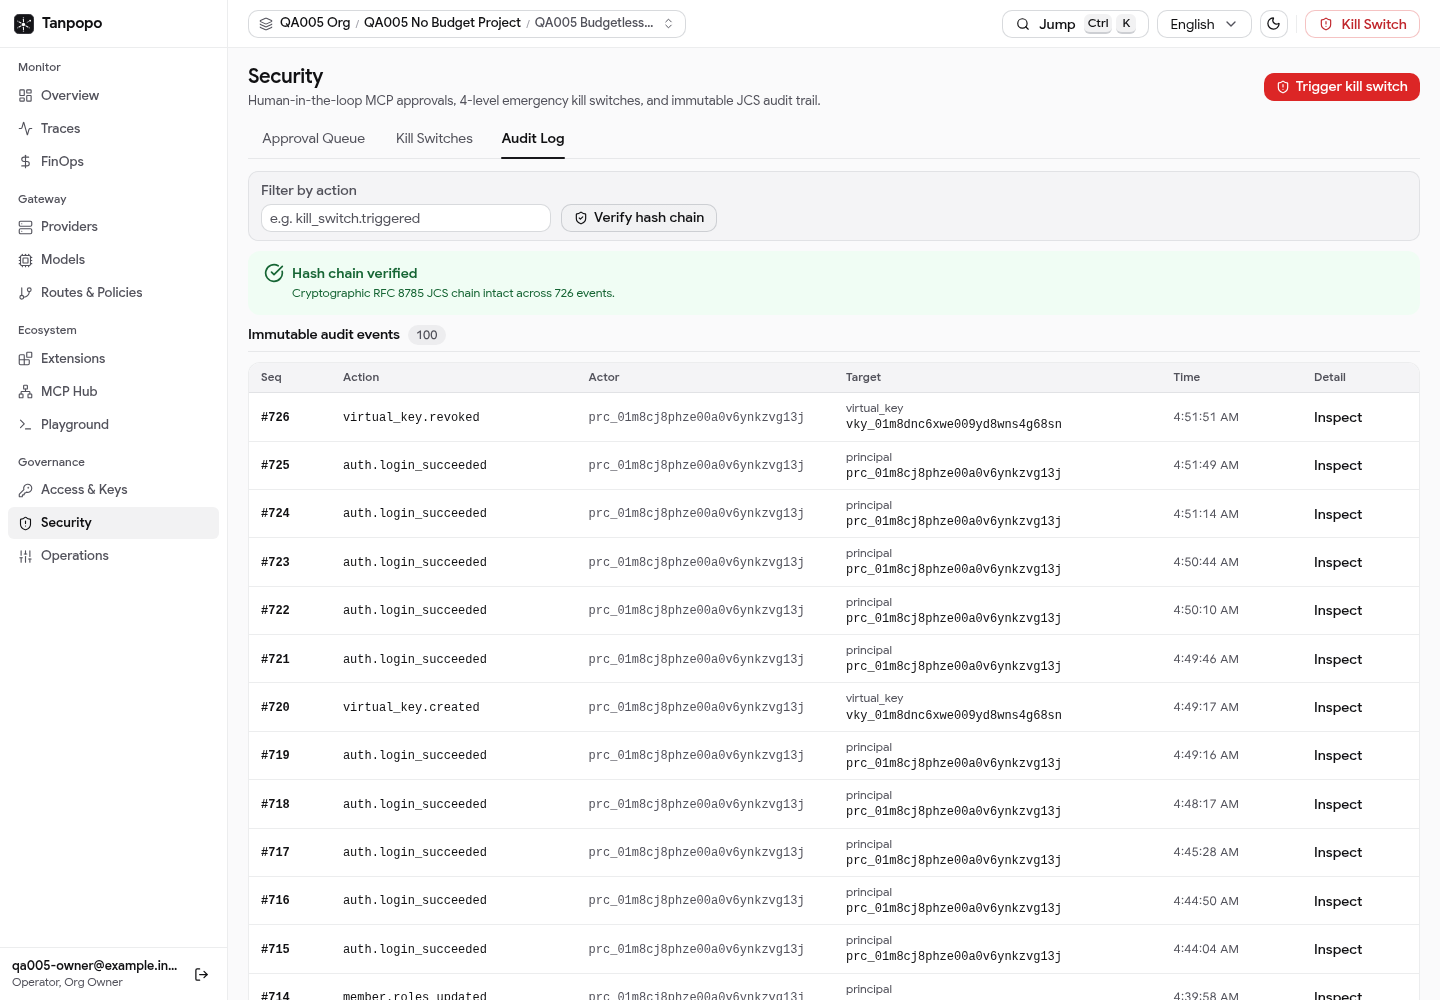 Tanpopo
QA005 Org / QA005 No Budget Project / QA005 Budgetless...
Jump Ctrl K
English
Kill Switch
Monitor
Overview
Traces
FinOps
Gateway
Providers
Models
Routes & Policies
Ecosystem
Extensions
MCP Hub
Playground
Governance
Access & Keys
Security
Operations
qa005-owner@example.in...
Operator, Org Owner
Security
Human-in-the-loop MCP approvals, 4-level emergency kill switches, and immutable JCS audit trail.
Trigger kill switch
Approval Queue Kill Switches Audit Log
Filter by action
e.g. kill_switch.triggered
Verify hash chain
Hash chain verified
Cryptographic RFC 8785 JCS chain intact across 726 events.
Immutable audit events 100
Seq Action Actor Target Time Detail
#726 virtual_key.revoked prc_01m8cj8phze00a0v6ynkzvg13j virtual_key 4:51:51 AM Inspect
vky_01m8dnc6xwe009yd8wns4g68sn
#725 auth.login_succeeded prc_01m8cj8phze00a0v6ynkzvg13j principal 4:51:49 AM Inspect
prc_01m8cj8phze00a0v6ynkzvg13j
#724 auth.login_succeeded prc_01m8cj8phze00a0v6ynkzvg13j principal 4:51:14 AM Inspect
prc_01m8cj8phze00a0v6ynkzvg13j
#723 auth.login_succeeded prc_01m8cj8phze00a0v6ynkzvg13j principal 4:50:44 AM Inspect
prc_01m8cj8phze00a0v6ynkzvg13j
#722 auth.login_succeeded prc_01m8cj8phze00a0v6ynkzvg13j principal 4:50:10 AM Inspect
prc_01m8cj8phze00a0v6ynkzvg13j
#721 auth.login_succeeded prc_01m8cj8phze00a0v6ynkzvg13j principal 4:49:46 AM Inspect
prc_01m8cj8phze00a0v6ynkzvg13j
#720 virtual_key.created prc_01m8cj8phze00a0v6ynkzvg13j virtual_key 4:49:17 AM Inspect
vky_01m8dnc6xwe009yd8wns4g68sn
#719 auth.login_succeeded prc_01m8cj8phze00a0v6ynkzvg13j principal 4:49:16 AM Inspect
prc_01m8cj8phze00a0v6ynkzvg13j
#718 auth.login_succeeded prc_01m8cj8phze00a0v6ynkzvg13j principal 4:48:17 AM Inspect
prc_01m8cj8phze00a0v6ynkzvg13j
#717 auth.login_succeeded prc_01m8cj8phze00a0v6ynkzvg13j principal 4:45:28 AM Inspect
prc_01m8cj8phze00a0v6ynkzvg13j
#716 auth.login_succeeded prc_01m8cj8phze00a0v6ynkzvg13j principal 4:44:50 AM Inspect
prc_01m8cj8phze00a0v6ynkzvg13j
#715 auth.login_succeeded prc_01m8cj8phze00a0v6ynkzvg13j principal 4:44:04 AM Inspect
prc_01m8cj8phze00a0v6ynkzvg13j
#714 member.roles_updated prc_01m8cj8phze00a0v6ynkzvg13j principal 4:39:58 AM Inspect